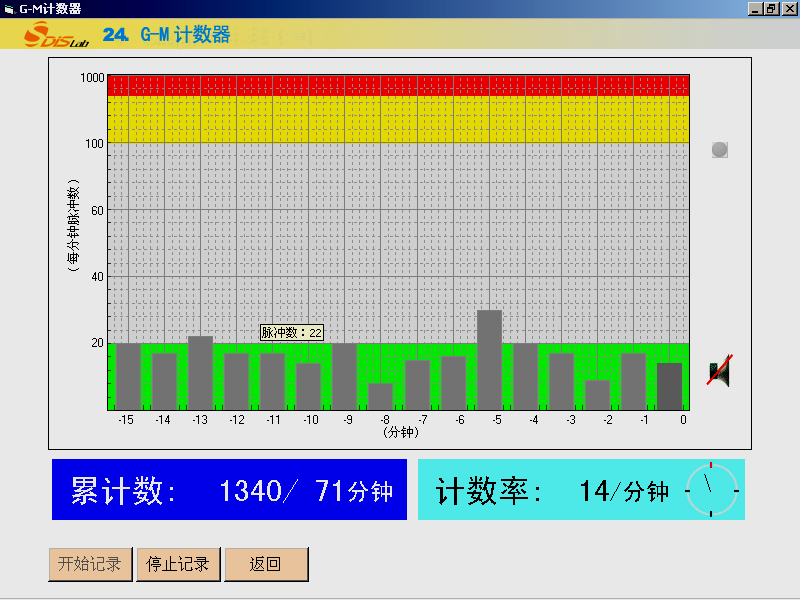 G-M计数器
SDISLab 24. G-M 计数器
1000
100
60
40
20
(每分钟脉冲数)
脉冲数：22
-15 -14 -13 -12 -11 -10 -9 -8 -7 -6 -5 -4 -3 -2 -1 0
(分钟)
累计数: 1340/ 71分钟
计数率: 14/分钟
开始记录 停止记录 返回